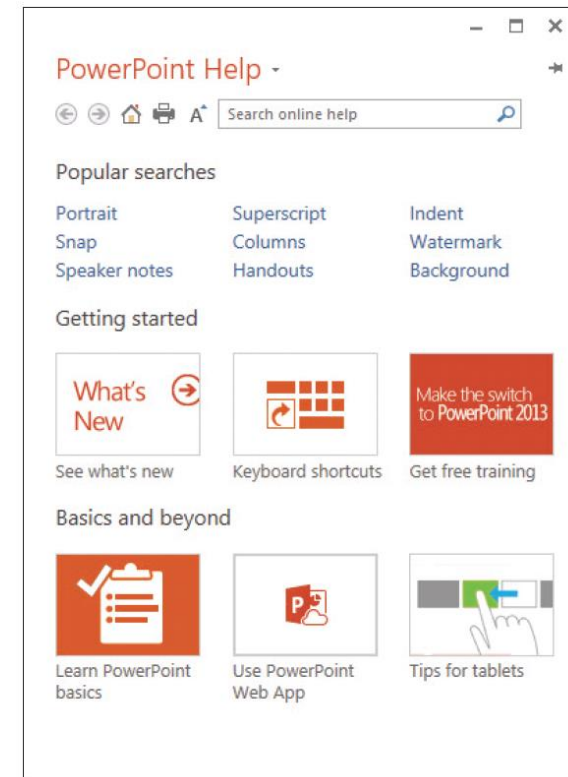 PowerPoint Help
A
Search online help
Popular searches
Portrait Superscript Indent
Snap Columns Watermark
Speaker notes Handouts Background
Getting started
What's New
Make the switch
to PowerPoint 2013
See what's new Keyboard shortcuts Get free training
Basics and beyond
P
Learn PowerPoint basics
Use PowerPoint Web App
Tips for tablets